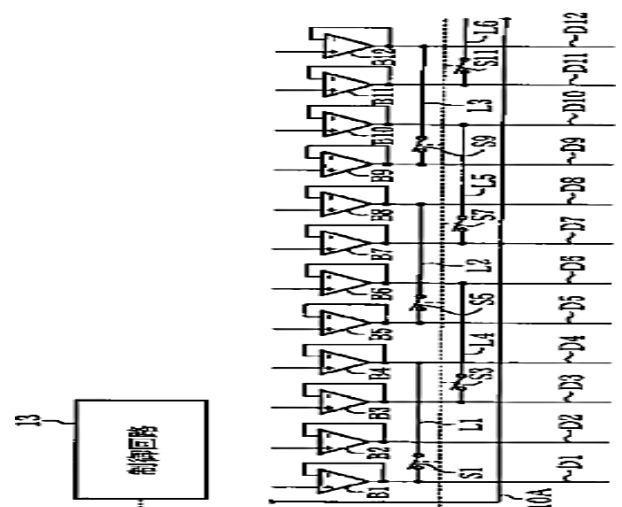 13
制御回路
B1
B2
B3
B4
B5
B6
B7
B8
B9
B10
B11
B12
S1
L1
S3
L4
S5
L2
S7
L5
S9
L3
S11
L6
10A
D1
D2
D3
D4
D5
D6
D7
D8
D9
D10
D11
D12